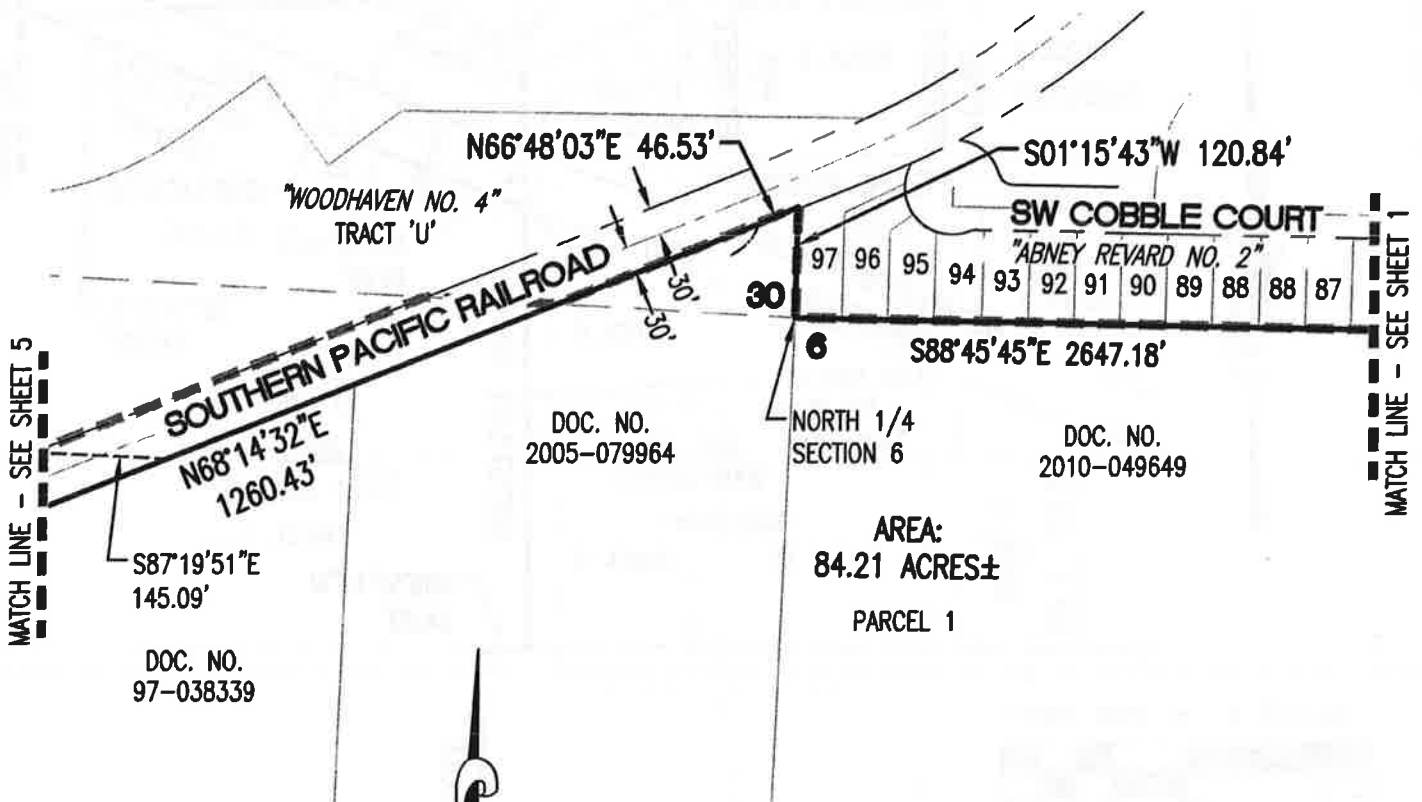 N66°48'03"E 46.53'
S01°15'43"W 120.84'
"WOODHAVEN NO. 4"
TRACT 'U'
SW COBBLE COURT
"ABNEY REVARD NO. 2"
97 96 95 94 93 92 91 90 89 88 88 87
SOUTHERN PACIFIC RAILROAD
30'
30'
30
6
S88°45'45"E 2647.18'
MATCH LINE - SEE SHEET 5
MATCH LINE - SEE SHEET 1
N68°14'32"E
1260.43'
DOC. NO.
2005-079964
NORTH 1/4
SECTION 6
DOC. NO.
2010-049649
S87°19'51"E
145.09'
AREA:
84.21 ACRES±
PARCEL 1
DOC. NO.
97-038339